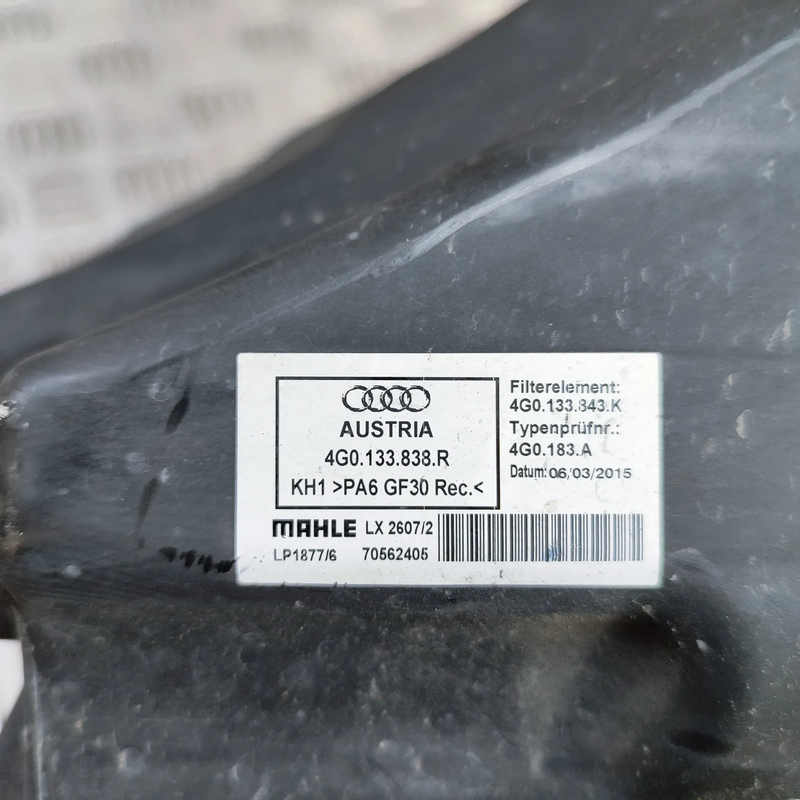 AUSTRIA
4G0.133.838.R
KH1 >PA6 GF30 Rec.<
Filterelement:
4G0.133.843.K
Typenprüfnr.:
4G0.183.A
Datum: 06/03/2015
MAHLE LX 2607/2
LP1877/6 70562405